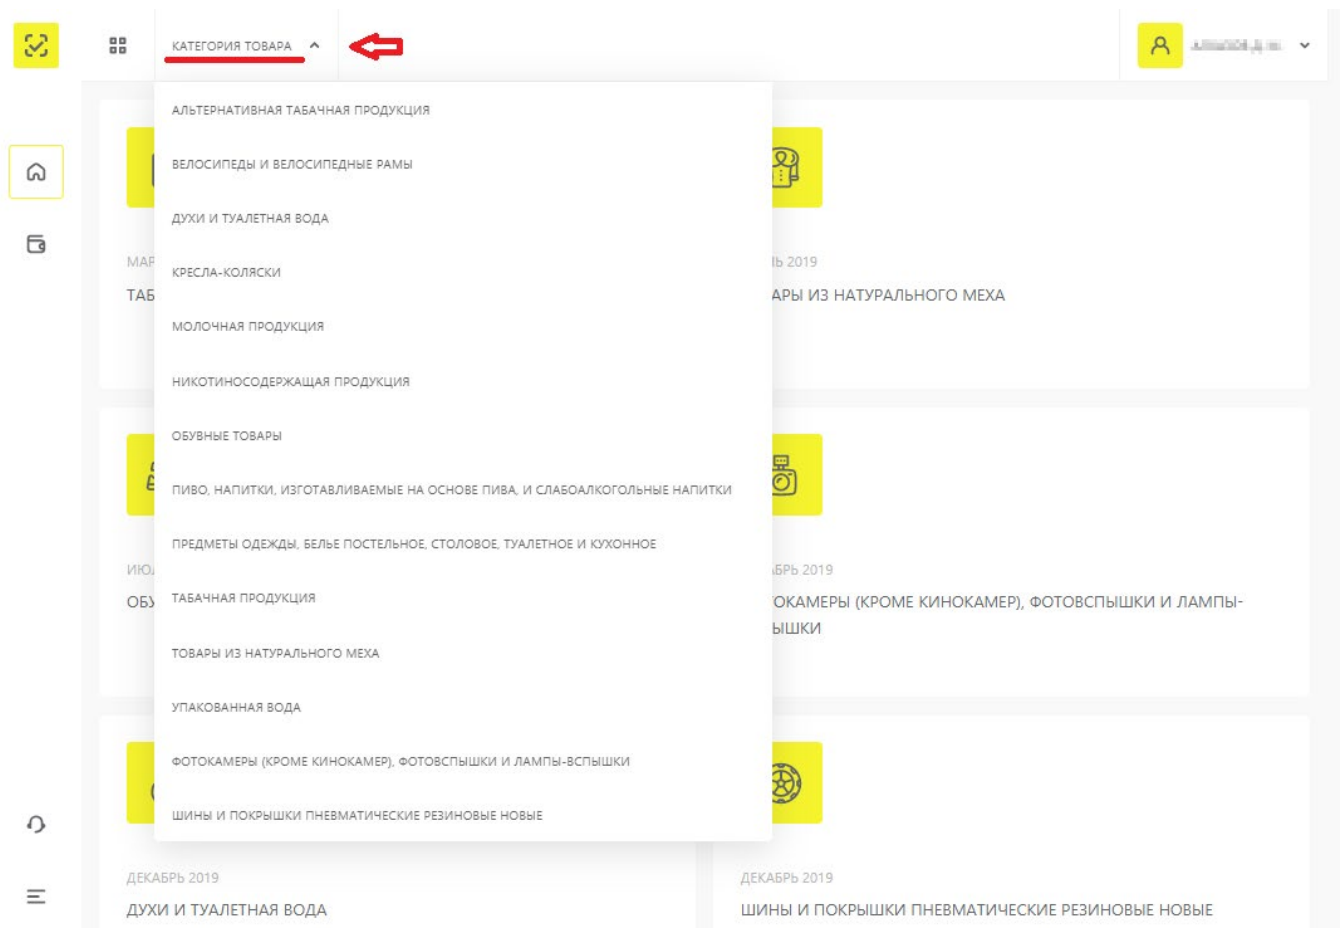 КАТЕГОРИЯ ТОВАРА
АЛЬТЕРНАТИВНАЯ ТАБАЧНАЯ ПРОДУКЦИЯ
ВЕЛОСИПЕДЫ И ВЕЛОСИПЕДНЫЕ РАМЫ
ДУХИ И ТУАЛЕТНАЯ ВОДА
КРЕСЛА-КОЛЯСКИ
МОЛОЧНАЯ ПРОДУКЦИЯ
НИКОТИНОСОДЕРЖАЩАЯ ПРОДУКЦИЯ
ОБУВНЫЕ ТОВАРЫ
ПИВО, НАПИТКИ, ИЗГОТАВЛИВАЕМЫЕ НА ОСНОВЕ ПИВА, И СЛАБОАЛКОГОЛЬНЫЕ НАПИТКИ
ПРЕДМЕТЫ ОДЕЖДЫ, БЕЛЬЕ ПОСТЕЛЬНОЕ, СТОЛОВОЕ, ТУАЛЕТНОЕ И КУХОННОЕ
ТАБАЧНАЯ ПРОДУКЦИЯ
ТОВАРЫ ИЗ НАТУРАЛЬНОГО МЕХА
УПАКОВАННАЯ ВОДА
ФОТОКАМЕРЫ (КРОМЕ КИНОКАМЕР), ФОТОВСПЫШКИ И ЛАМПЫ-ВСПЫШКИ
ШИНЫ И ПОКРЫШКИ ПНЕВМАТИЧЕСКИЕ РЕЗИНОВЫЕ НОВЫЕ
МАР
ТАБ
Ь 2019
АРЫ ИЗ НАТУРАЛЬНОГО МЕХА
ИЮ
ОБУ
БРЬ 2019
ОКАМЕРЫ (КРОМЕ КИНОКАМЕР), ФОТОВСПЫШКИ И ЛАМПЫ-
ЫШКИ
ДЕКАБРЬ 2019
ДУХИ И ТУАЛЕТНАЯ ВОДА
ДЕКАБРЬ 2019
ШИНЫ И ПОКРЫШКИ ПНЕВМАТИЧЕСКИЕ РЕЗИНОВЫЕ НОВЫЕ